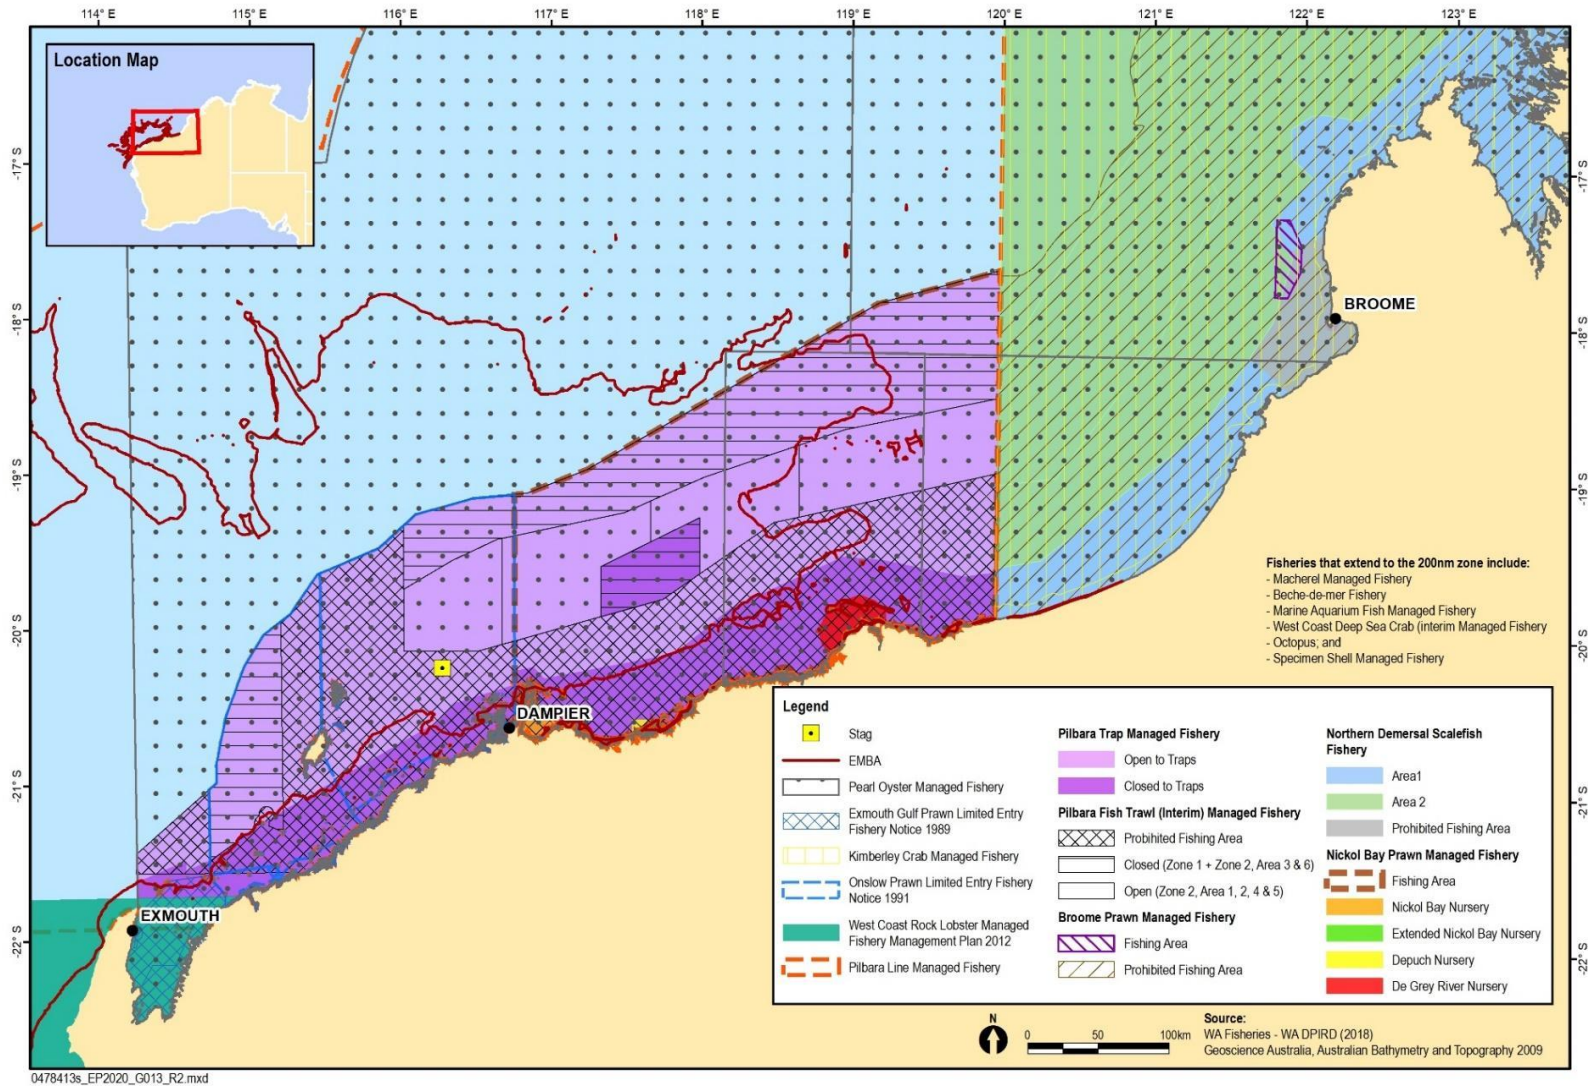 114° E
115° E
116° E
117° E
118° E
119° E
120° E
121° E
122° E
123° E
Location Map
-17° S
-17° S
-18° S
-18° S
BROOME
-19° S
-19° S
Fisheries that extend to the 200nm zone include:
- Macherel Managed Fishery
- Beche-de-mer Fishery
- Marine Aquarium Fish Managed Fishery
- West Coast Deep Sea Crab (interim Managed Fishery
- Octopus; and
- Specimen Shell Managed Fishery
-20° S
-20° S
DAMPIER
-21° S
-21° S
EXMOUTH
-22° S
-22° S
Legend
Stag
EMBA
Pearl Oyster Managed Fishery
Exmouth Gulf Prawn Limited Entry
Fishery Notice 1989
Kimberley Crab Managed Fishery
Onslow Prawn Limited Entry Fishery
Notice 1991
West Coast Rock Lobster Managed
Fishery Management Plan 2012
Pilbara Line Managed Fishery
Pilbara Trap Managed Fishery
Open to Traps
Closed to Traps
Pilbara Fish Trawl (Interim) Managed Fishery
Probihited Fishing Area
Closed (Zone 1 + Zone 2, Area 3 & 6)
Open (Zone 2, Area 1, 2, 4 & 5)
Broome Prawn Managed Fishery
Fishing Area
Prohibited Fishing Area
Northern Demersal Scalefish
Fishery
Area1
Area 2
Prohibited Fishing Area
Nickol Bay Prawn Managed Fishery
Fishing Area
Nickol Bay Nursery
Extended Nickol Bay Nursery
Depuch Nursery
De Grey River Nursery
N
0 50 100km
Source:
WA Fisheries - WA DPIRD (2018)
Geoscience Australia, Australian Bathymetry and Topography 2009
0478413s_EP2020_G013_R2.mxd